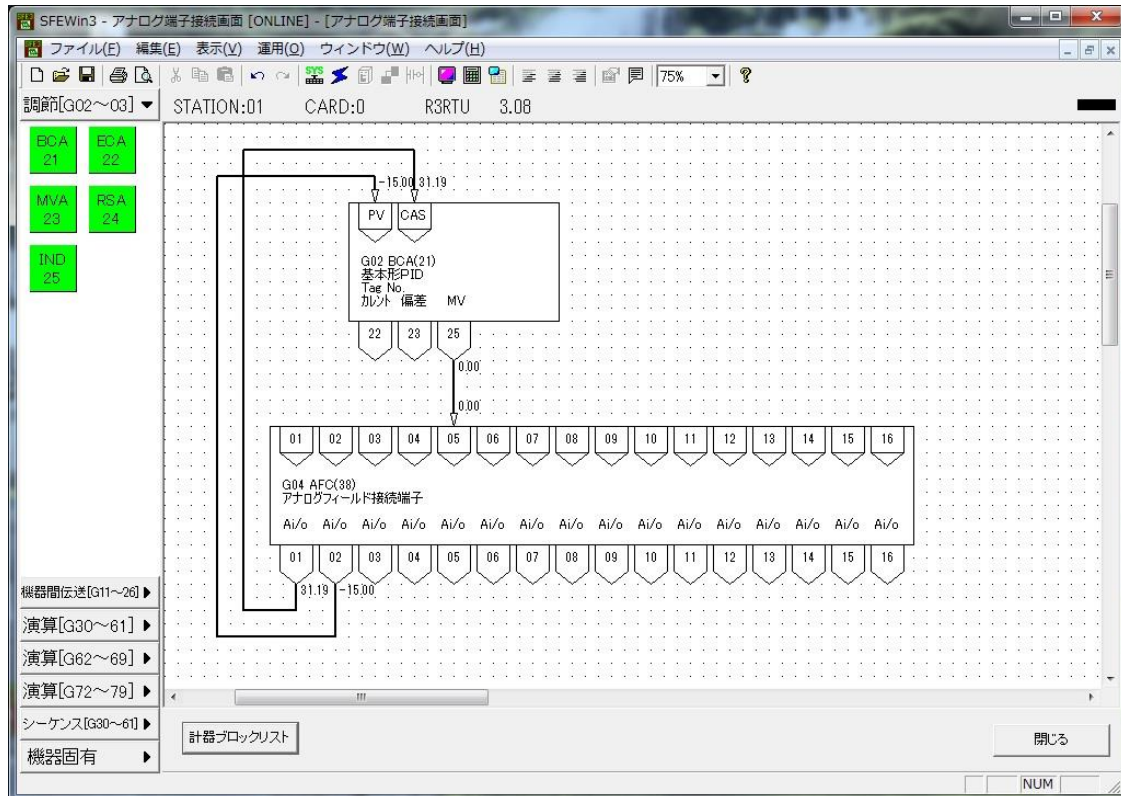 SFEWin3 - アナログ端子接続画面 [ONLINE] - [アナログ端子接続画面]
ファイル(F) 編集(E) 表示(V) 運用(O) ウィンドウ(W) ヘルプ(H)
SYS 75%
調節[G02～03]
STATION:01 CARD:0 R3RTU 3.08
BCA 21
ECA 22
MVA 23
RSA 24
IND 25
-15.00 31.19
PV CAS
G02 BCA(21)
基本形PID
Tag No.
カレント 偏差 MV
22 23 25
0.00
0.00
01 02 03 04 05 06 07 08 09 10 11 12 13 14 15 16
G04 AFC(38)
アナログフィールド接続端子
Ai/o Ai/o Ai/o Ai/o Ai/o Ai/o Ai/o Ai/o Ai/o Ai/o Ai/o Ai/o Ai/o Ai/o Ai/o Ai/o
01 02 03 04 05 06 07 08 09 10 11 12 13 14 15 16
31.19 -15.00
機器間伝送[G11～26]
演算[G30～61]
演算[G62～69]
演算[G72～79]
シーケンス[G30～61]
機器固有
計器ブロックリスト
閉じる
NUM